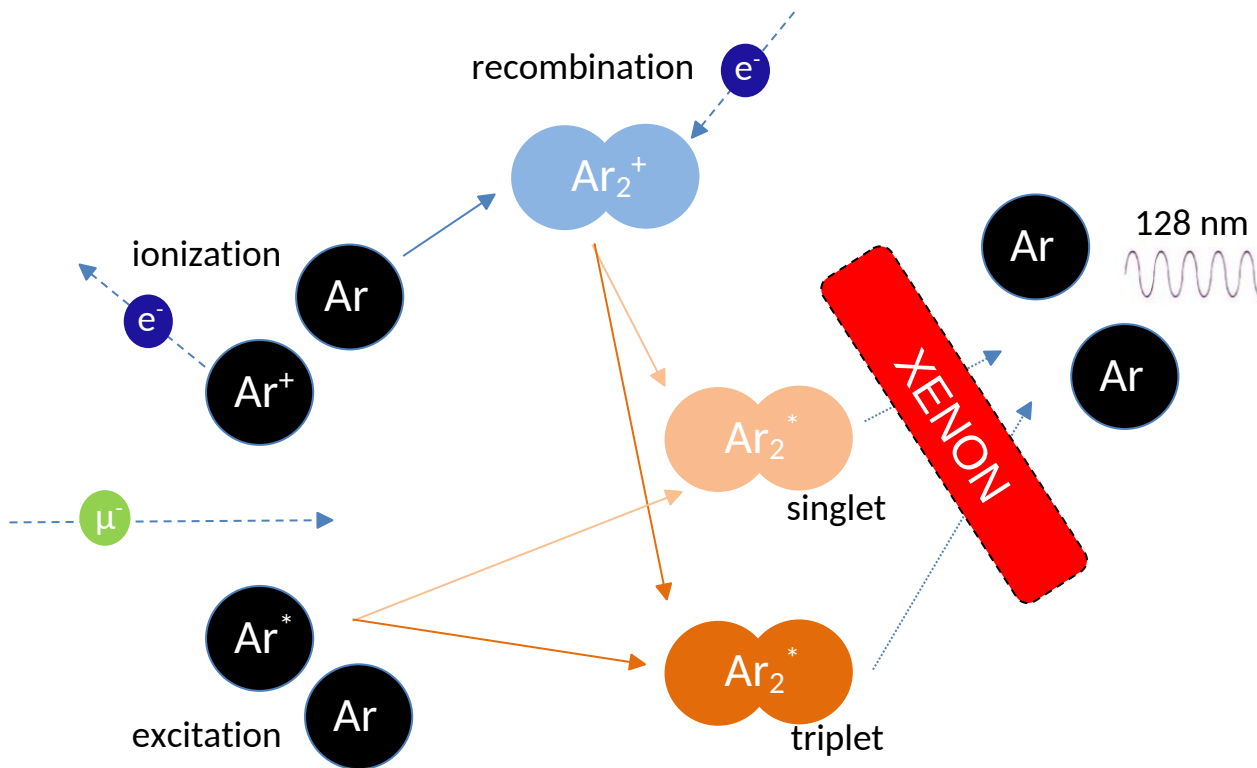 recombination
e⁻
Ar₂⁺
128 nm
Ar
ionization
Ar
e⁻
Ar⁺
XENON
Ar
Ar₂*
singlet
μ⁻
Ar*
Ar₂*
Ar
excitation
triplet